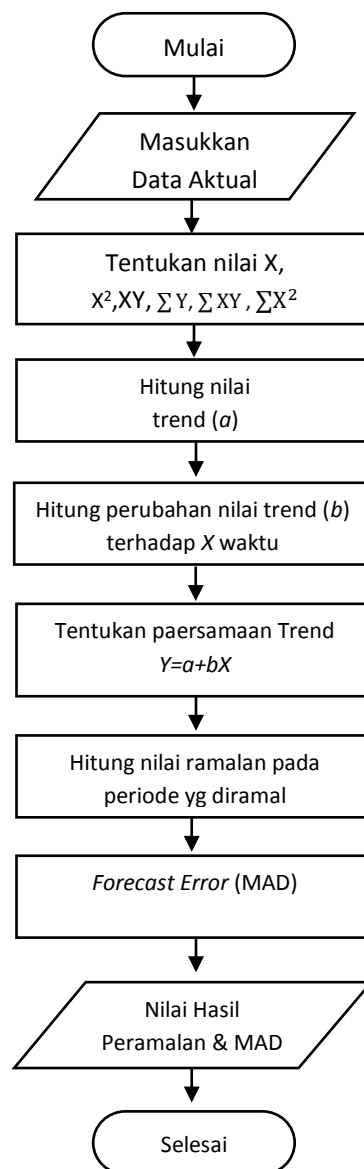 Mulai
Masukkan
Data Aktual
Tentukan nilai X,
X²,XY, ∑ Y, ∑ XY , ∑X²
Hitung nilai
trend (a)
Hitung perubahan nilai trend (b)
terhadap X waktu
Tentukan paersamaan Trend
Y=a+bX
Hitung nilai ramalan pada
periode yg diramal
Forecast Error (MAD)
Nilai Hasil
Peramalan & MAD
Selesai